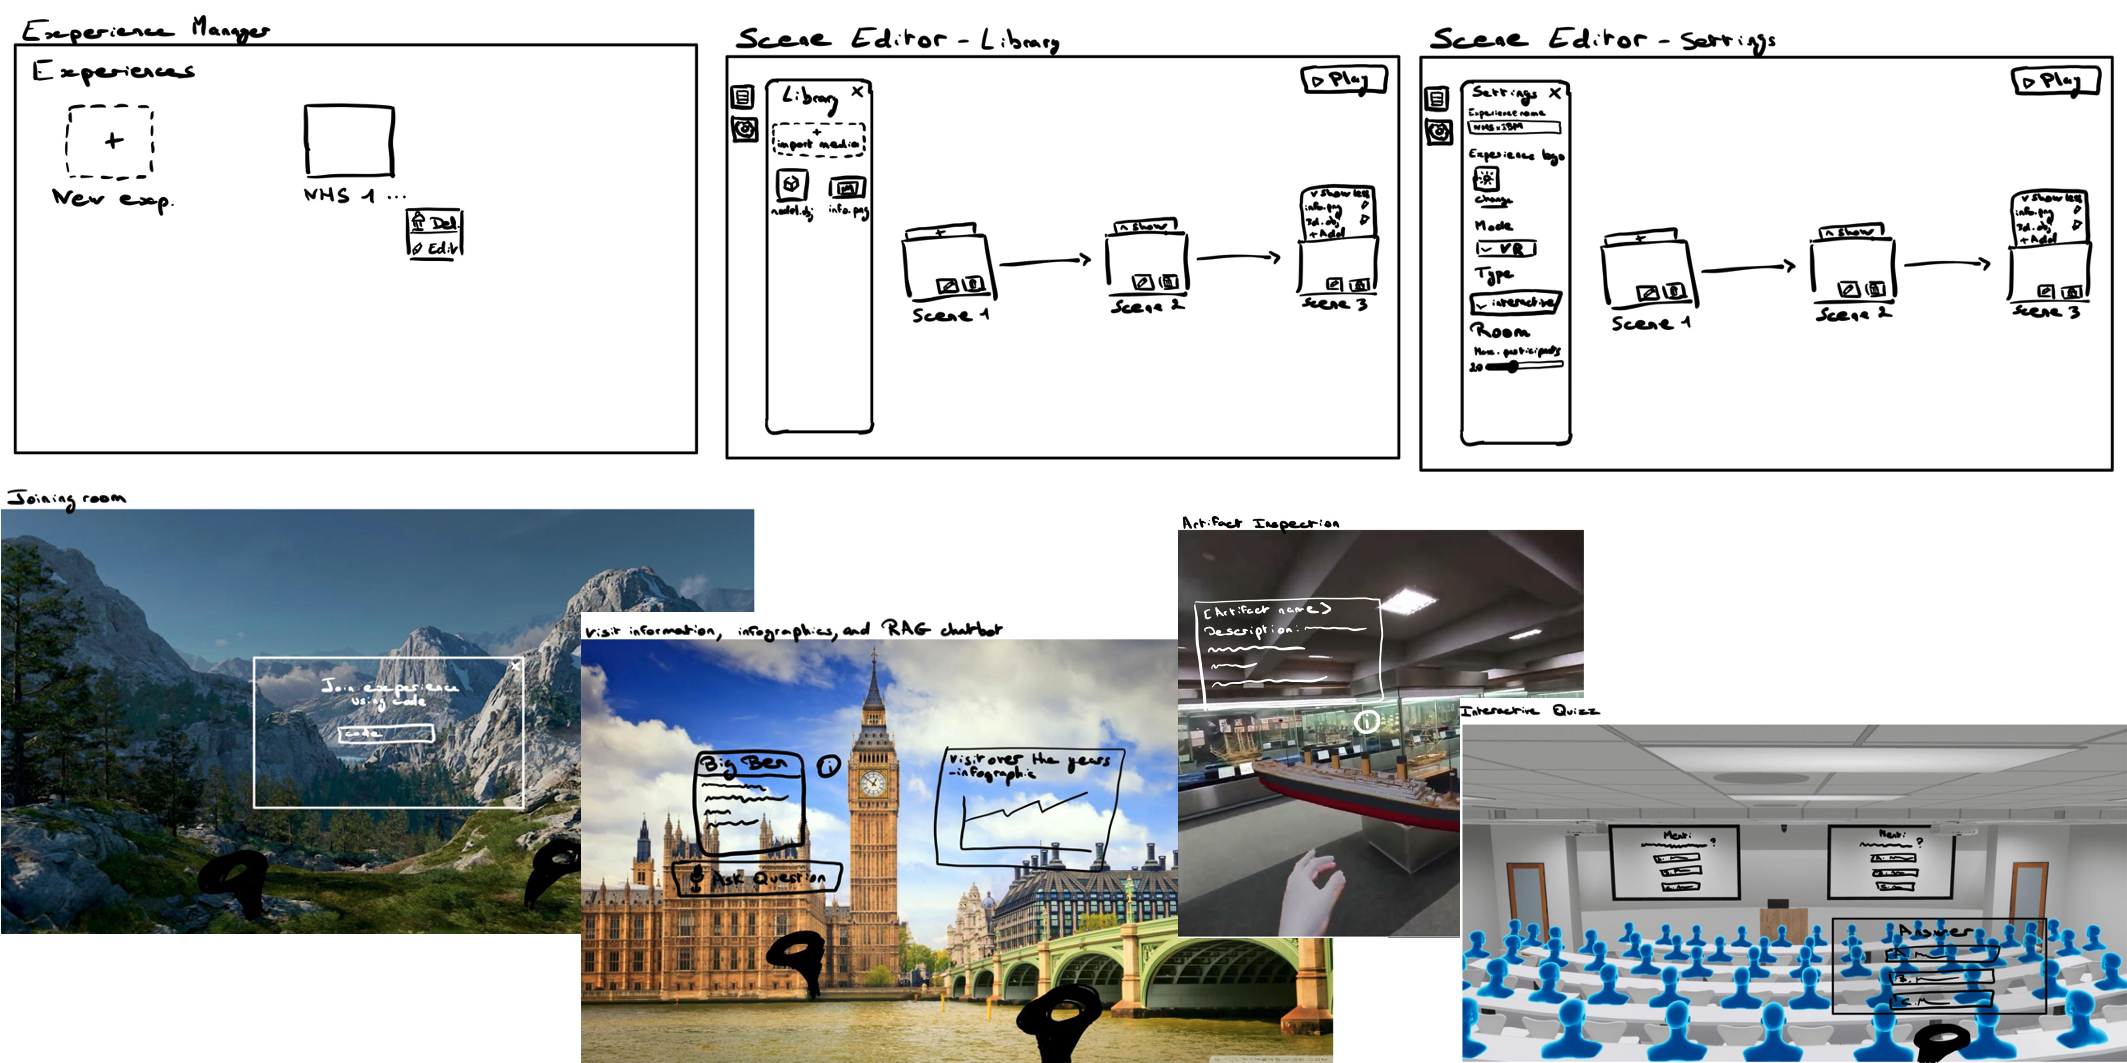 Experience Manager
Experiences
+
New exp.
NHS 1 ...
Del.
Edit
Scene Editor - Library
Play
Library X
+
import media
model.obj
info.png
+
Scene 1
^ show
Scene 2
v show less
info.png
3d.obj
+ Add
Scene 3
Scene Editor - Settings
Play
Settings X
Experience name
NHS x IBM
Experience logo
change
Mode
VR
Type
interactive
Room
Max. participants
20
+
Scene 1
^ show
Scene 2
v show less
info.png
3d.obj
+ Add
Scene 3
Joining room
X
Join experience
using code
code
Visit information, infographics, and RAG chatbot
Big Ben
i
Ask Question
Visit over the years
- infographic
Artifact Inspection
[Artifact name>
Description:
i
Interactive Quizz
Menti
?
Menti
?
Answer
A.
B.
C.